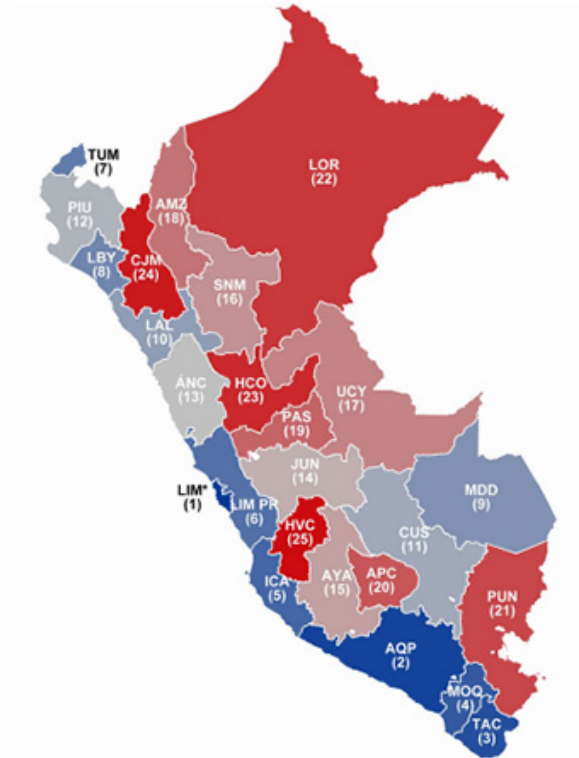 LOR
(22)
TUM
(7)
AMZ
(18)
PIU
(12)
LBY
(8)
CJM
(24)
SNM
(16)
LAL
(10)
ÁNC
(13)
HCO
(23)
UCY
(17)
PAS
(19)
JUN
(14)
LIM*
(1)
LIM PR
(6)
MDD
(9)
HVC
(25)
CUS
(11)
ICA
(5)
AYA
(15)
APC
(20)
PUN
(21)
AQP
(2)
MOQ
(4)
TAC
(3)